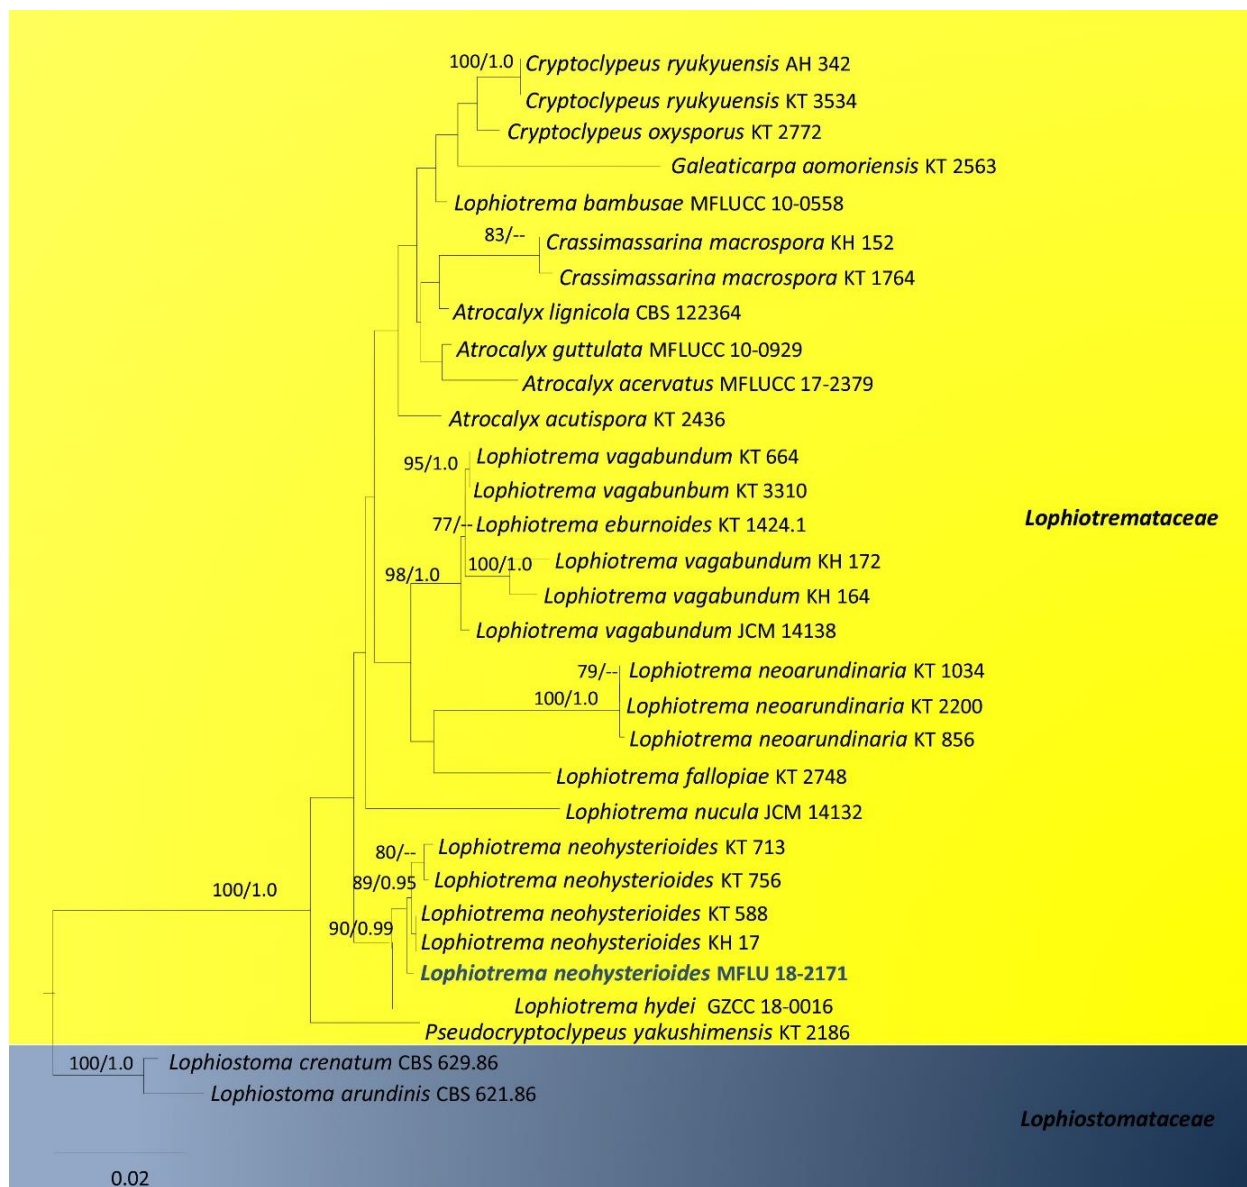 100/1.0
Cryptoclypeus ryukyuensis AH 342
Cryptoclypeus ryukyuensis KT 3534
Cryptoclypeus oxysporus KT 2772
Galeaticarpa aomoriensis KT 2563
Lophiotrema bambusae MFLUCC 10-0558
83/--
Crassimassarina macrospora KH 152
Crassimassarina macrospora KT 1764
Atrocalyx lignicola CBS 122364
Atrocalyx guttulata MFLUCC 10-0929
Atrocalyx acervatus MFLUCC 17-2379
Atrocalyx acutispora KT 2436
95/1.0
Lophiotrema vagabundum KT 664
Lophiotrema vagabunbum KT 3310
Lophiotremataceae
77/--
Lophiotrema eburnoides KT 1424.1
100/1.0
Lophiotrema vagabundum KH 172
98/1.0
Lophiotrema vagabundum KH 164
Lophiotrema vagabundum JCM 14138
79/--
Lophiotrema neoarundinaria KT 1034
100/1.0
Lophiotrema neoarundinaria KT 2200
Lophiotrema neoarundinaria KT 856
Lophiotrema fallopiae KT 2748
Lophiotrema nucula JCM 14132
80/--
Lophiotrema neohysterioides KT 713
89/0.95
Lophiotrema neohysterioides KT 756
100/1.0
Lophiotrema neohysterioides KT 588
90/0.99
Lophiotrema neohysterioides KH 17
Lophiotrema neohysterioides MFLU 18-2171
Lophiotrema hydei GZCC 18-0016
Pseudocryptoclypeus yakushimensis KT 2186
100/1.0
Lophiostoma crenatum CBS 629.86
Lophiostoma arundinis CBS 621.86
Lophiostomataceae
0.02